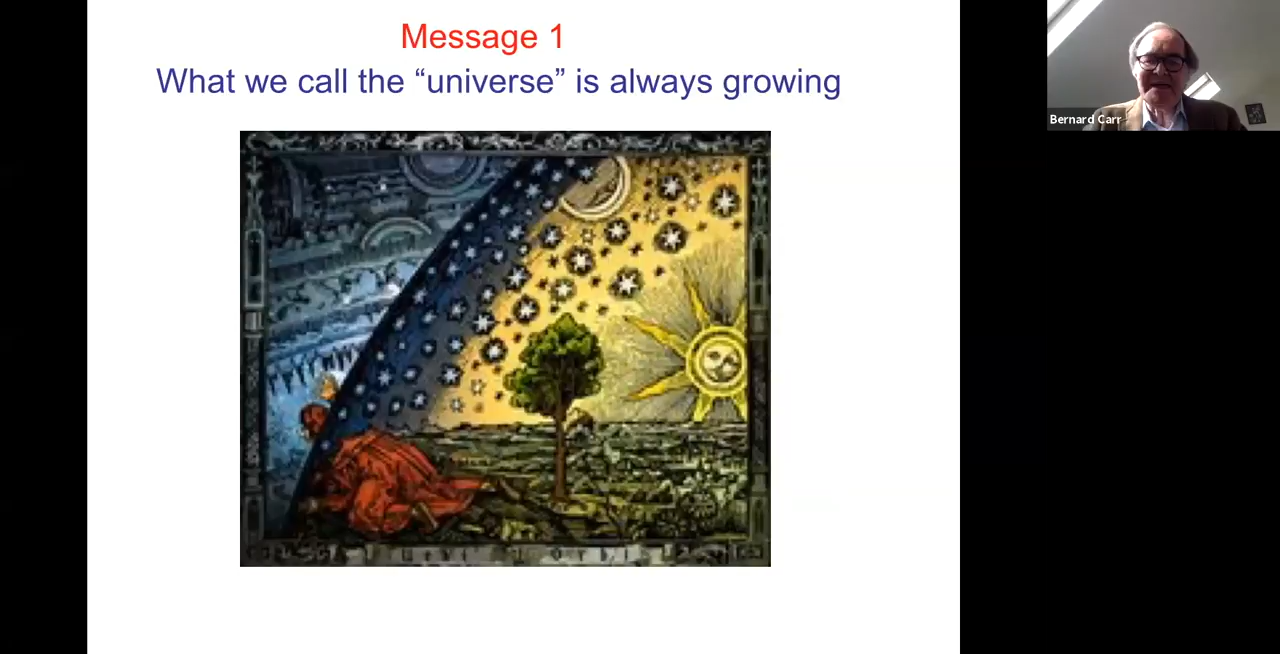 Message 1
What we call the “universe” is always growing
Bernard Carr